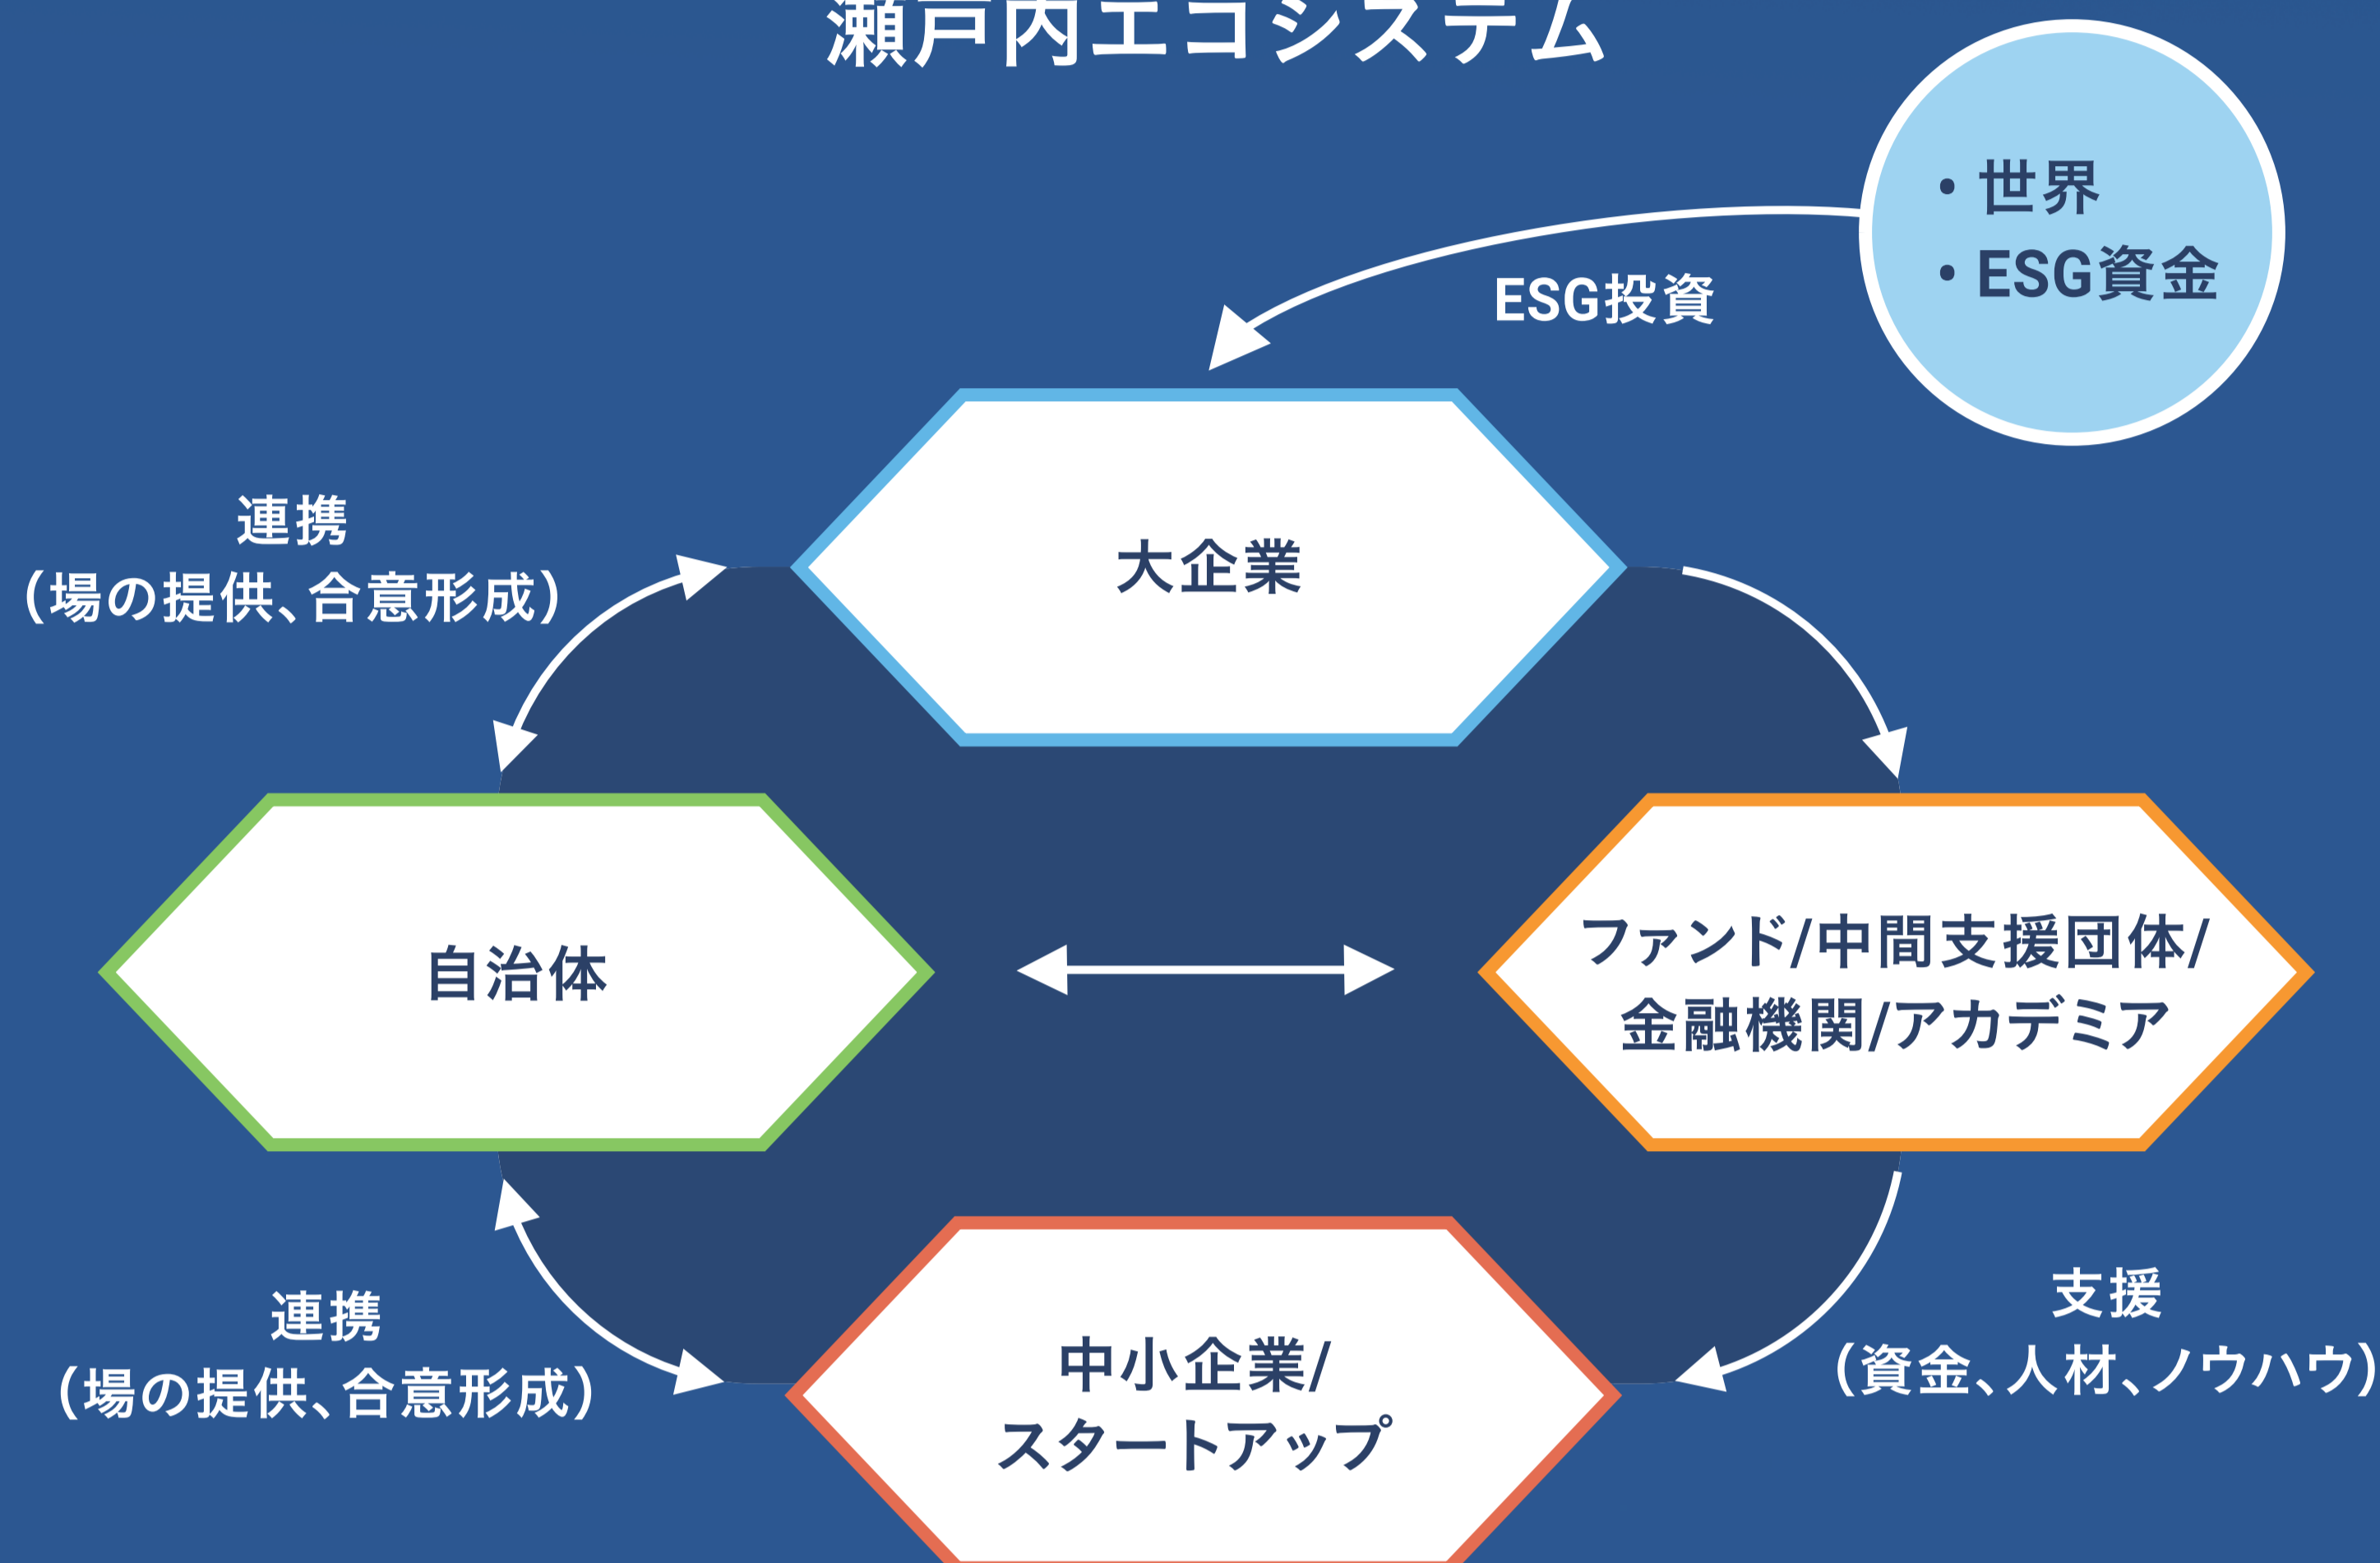 瀬戸内エコシステム
・世界
・ESG資金
ESG投資
大企業
連携
(場の提供、合意形成)
自治体
ファンド/中間支援団体/
金融機関/アカデミア
連携
(場の提供、合意形成)
中小企業/
スタートアップ
支援
(資金、人材、ノウハウ)